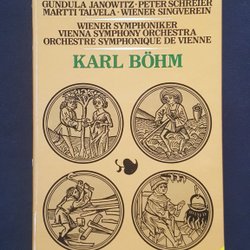 GUNDULA JANOWITZ · PETER SCHREIER
MARTTI TALVELA · WIENER SINGVEREIN
WIENER SYMPHONIKER
VIENNA SYMPHONY ORCHESTRA
ORCHESTRE SYMPHONIQUE DE VIENNE
KARL BÖHM